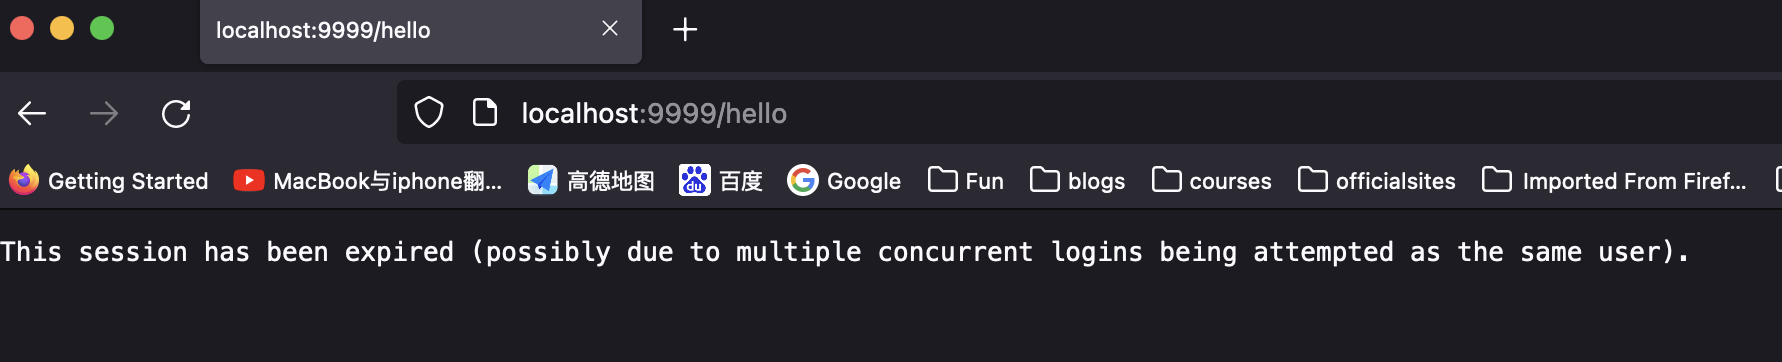 localhost:9999/hello
localhost:9999/hello
Getting Started MacBook与iphone翻... 高德地图 du 百度 G Google Fun blogs courses officialsites Imported From Firef...
This session has been expired (possibly due to multiple concurrent logins being attempted as the same user).